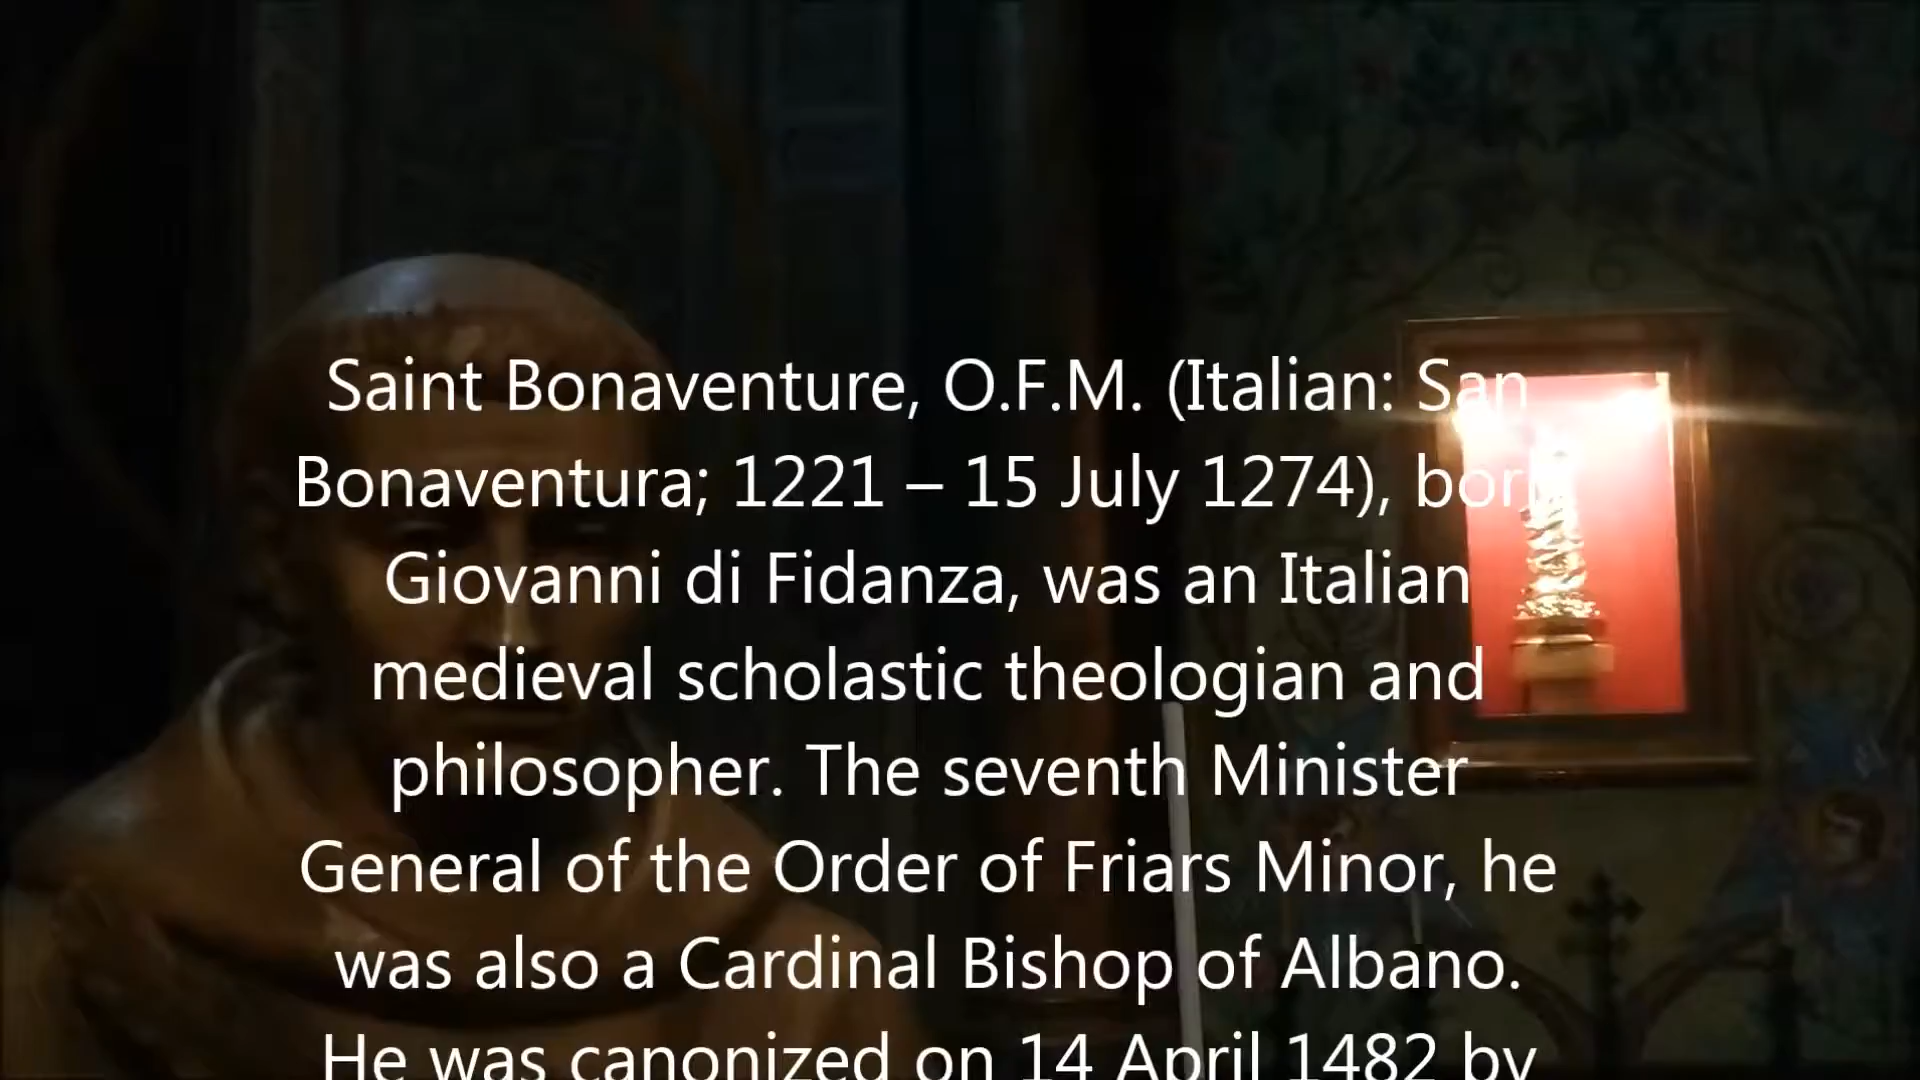 Saint Bonaventure, O.F.M. (Italian: San
Bonaventura; 1221 – 15 July 1274), born
Giovanni di Fidanza, was an Italian
medieval scholastic theologian and
philosopher. The seventh Minister
General of the Order of Friars Minor, he
was also a Cardinal Bishop of Albano.
He was canonized on 14 April 1482 by